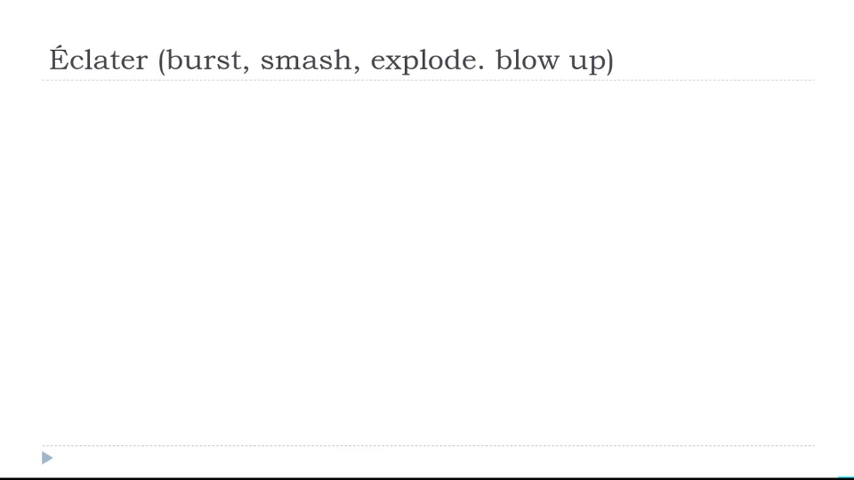 Éclater (burst, smash, explode. blow up)